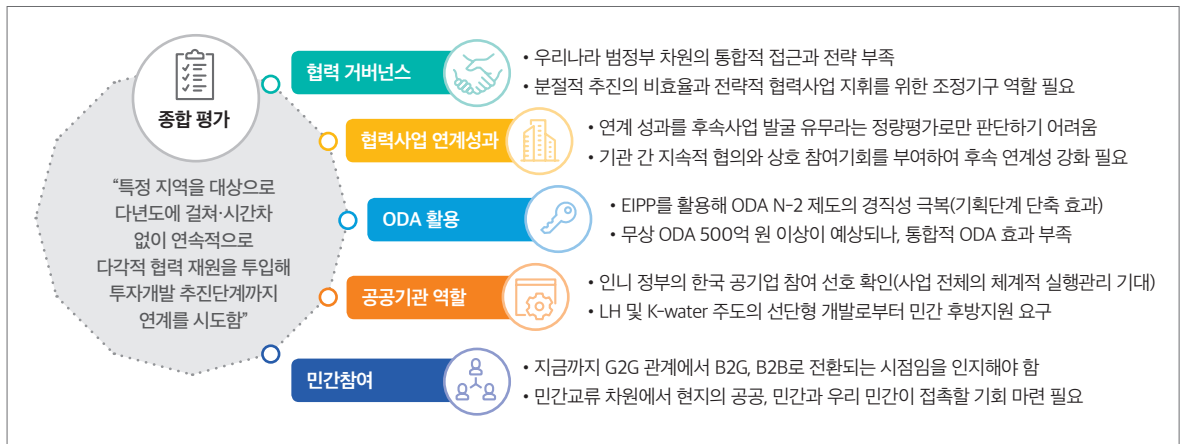 종합 평가
“특정 지역을 대상으로
다년도에 걸쳐·시간차
없이 연속적으로
다각적 협력 재원을 투입해
투자개발 추진단계까지
연계를 시도함”
협력 거버넌스
• 우리나라 범정부 차원의 통합적 접근과 전략 부족
• 분절적 추진의 비효율과 전략적 협력사업 지휘를 위한 조정기구 역할 필요
협력사업 연계성과
• 연계 성과를 후속사업 발굴 유무라는 정량평가로만 판단하기 어려움
• 기관 간 지속적 협의와 상호 참여기회를 부여하여 후속 연계성 강화 필요
ODA 활용
• EIPP를 활용해 ODA N-2 제도의 경직성 극복(기획단계 단축 효과)
• 무상 ODA 500억 원 이상이 예상되나, 통합적 ODA 효과 부족
공공기관 역할
• 인니 정부의 한국 공기업 참여 선호 확인(사업 전체의 체계적 실행관리 기대)
• LH 및 K-water 주도의 선단형 개발로부터 민간 후방지원 요구
민간참여
• 지금까지 G2G 관계에서 B2G, B2B로 전환되는 시점임을 인지해야 함
• 민간교류 차원에서 현지의 공공, 민간과 우리 민간이 접촉할 기회 마련 필요